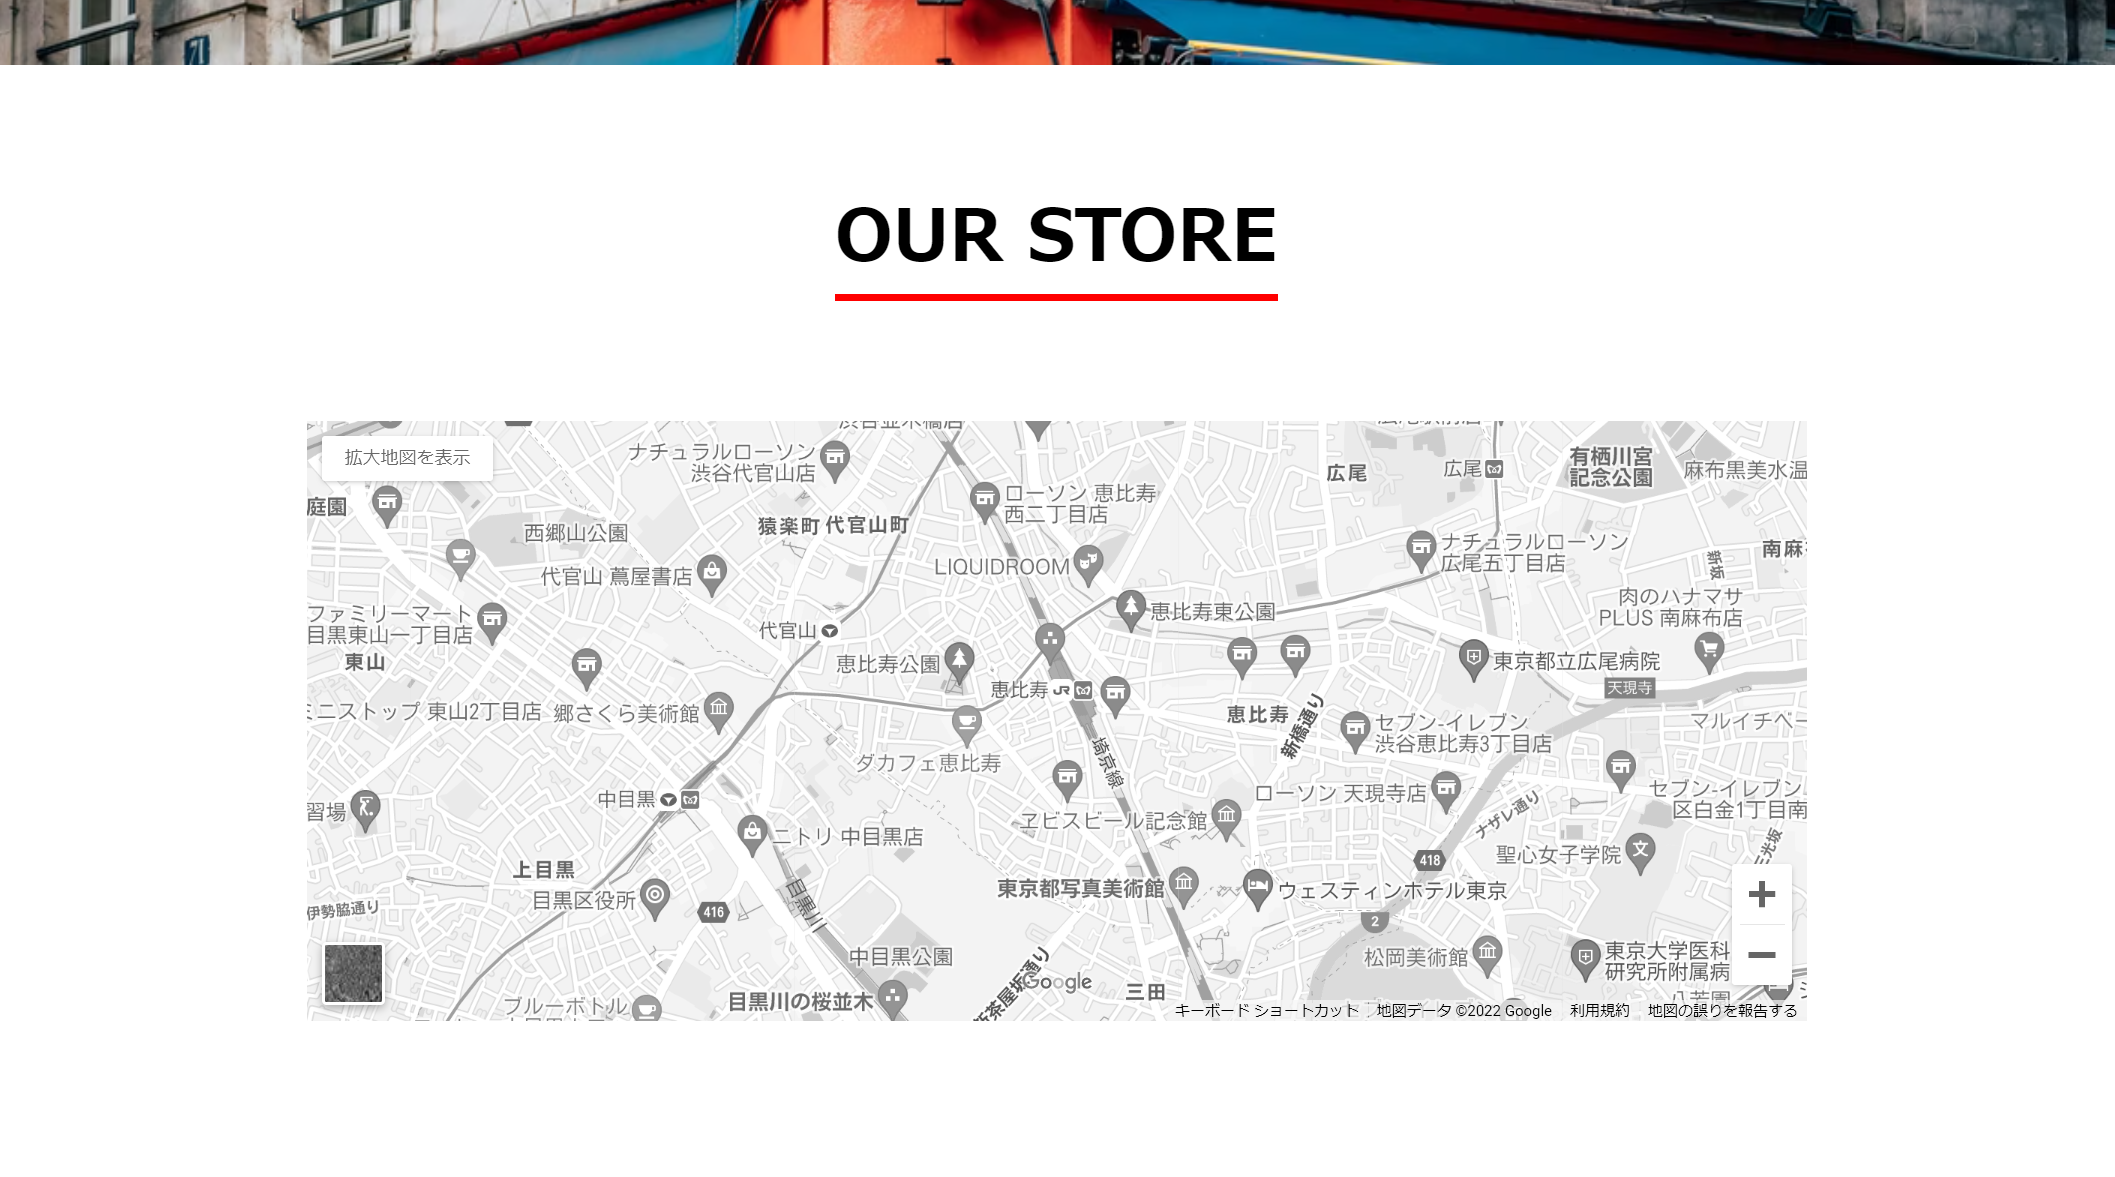 71
OUR STORE
拡大地図を表示
ナチュラルローソン
渋谷代官山店
広尾
広尾
有栖川宮
記念公園
麻布黒美水温
庭園
西郷山公園
猿楽町
代官山町
ローソン 恵比寿
西二丁目店
LIQUIDROOM
ナチュラルローソン
広尾五丁目店
新坂
南麻
代官山 蔦屋書店
肉のハナマサ
PLUS 南麻布店
ファミリーマート
目黒東山一丁目店
代官山
恵比寿東公園
東山
恵比寿公園
東京都立広尾病院
天現寺
恵比寿
JR
ミニストップ 東山2丁目店
郷さくら美術館
恵比寿
新橋通り
セブン-イレブン
渋谷恵比寿3丁目店
マルイチベー
ダカフェ恵比寿
埼京線
中目黒
習場
ローソン 天現寺店
セブン-イレブン
区白金1丁目南
ナザレ通り
ヱビスビール記念館
ニトリ 中目黒店
三光坂
418
聖心女子学院
文
上目黒
目黒区役所
416
目黒川
東京都写真美術館
ウェスティンホテル東京
伊勢脇通り
2
中目黒公園
松岡美術館
東京大学医科
研究所附属病
ブルーボトル
目黒川の桜並木
新茶屋坂通り
Google
三田
八芳園
キーボード ショートカット
地図データ ©2022 Google
利用規約
地図の誤りを報告する